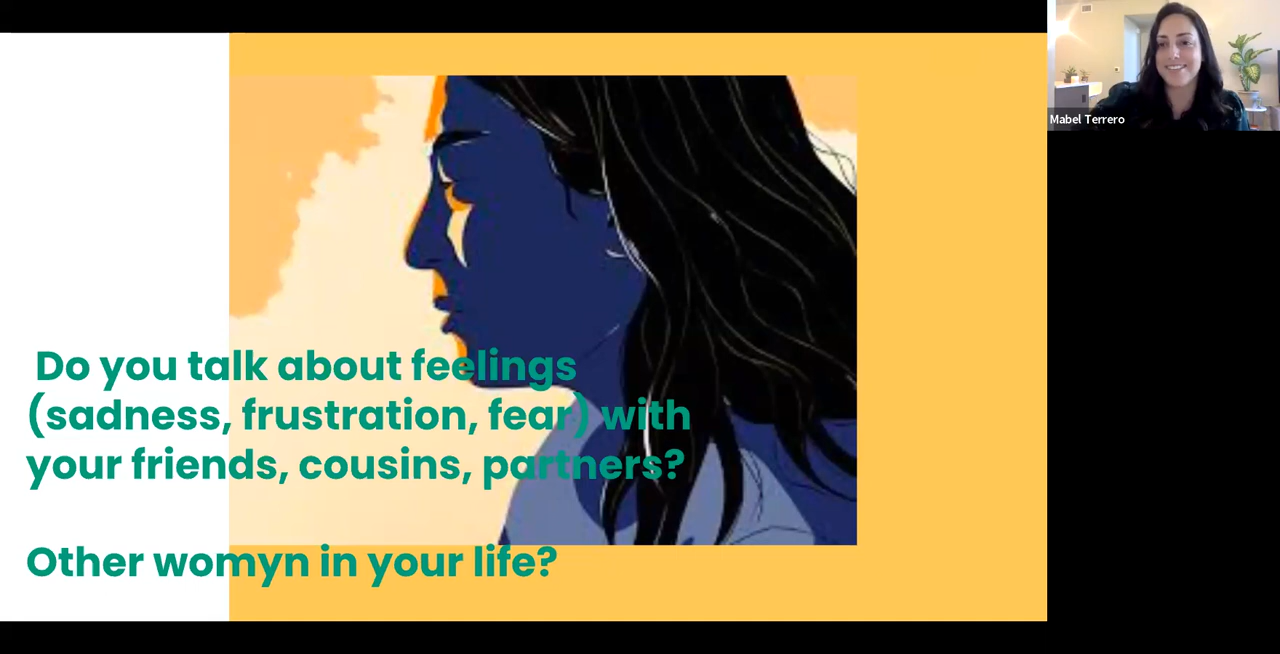 Mabel Terrero
Do you talk about feelings
(sadness, frustration, fear) with
your friends, cousins, partners?
Other womyn in your life?